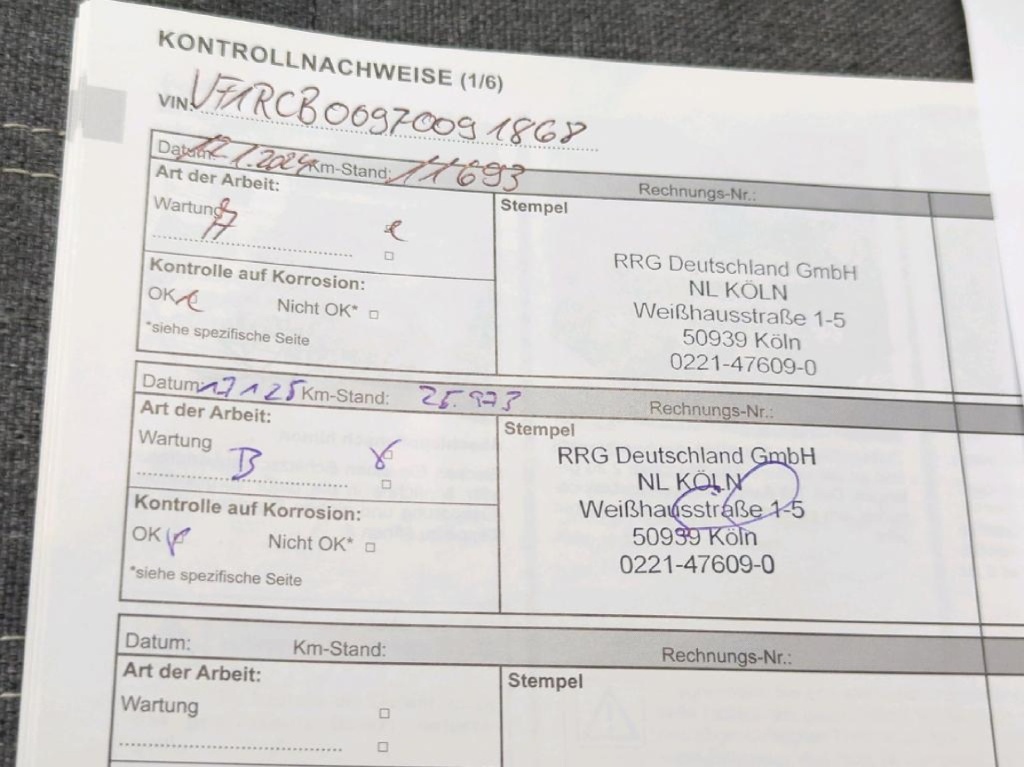 KONTROLLNACHWEISE (1/6)
VIN: VF1RCB00970091868
Datum: 12.1.2024 Km-Stand: 11693 Rechnungs-Nr.:
Art der Arbeit:
Stempel
Wartung A
RRG Deutschland GmbH
NL KÖLN
Weißhausstraße 1-5
50939 Köln
0221-47609-0
Kontrolle auf Korrosion:
OK Nicht OK*
*siehe spezifische Seite
Datum: 17125 Km-Stand: 25.973 Rechnungs-Nr.:
Art der Arbeit:
Stempel
Wartung B
RRG Deutschland GmbH
NL KÖLN
Weißhausstraße 1-5
50939 Köln
0221-47609-0
Kontrolle auf Korrosion:
OK Nicht OK*
*siehe spezifische Seite
Datum: Km-Stand: Rechnungs-Nr.:
Art der Arbeit:
Stempel
Wartung